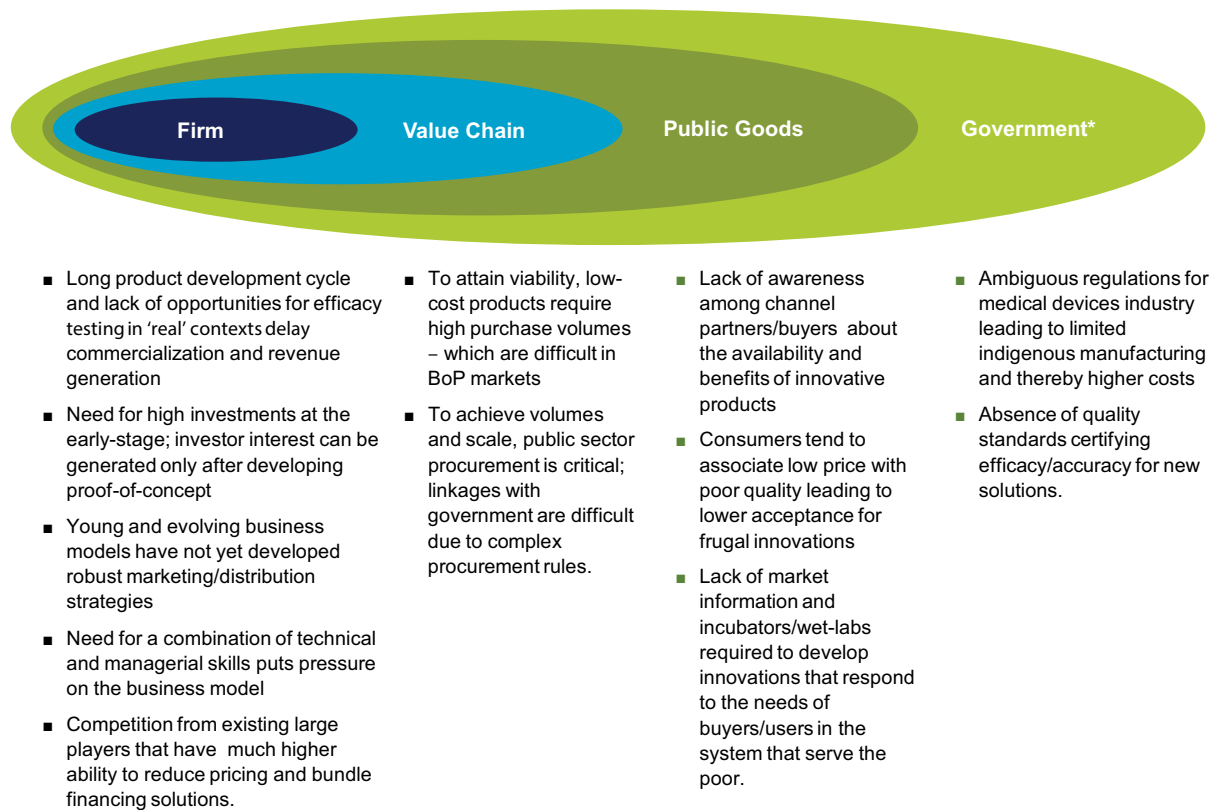 Firm
Value Chain
Public Goods
Government*
■ Long product development cycle
and lack of opportunities for efficacy
testing in ‘real’ contexts delay
commercialization and revenue
generation
■ Need for high investments at the
early-stage; investor interest can be
generated only after developing
proof-of-concept
■ Young and evolving business
models have not yet developed
robust marketing/distribution
strategies
■ Need for a combination of technical
and managerial skills puts pressure
on the business model
■ Competition from existing large
players that have much higher
ability to reduce pricing and bundle
financing solutions.
■ To attain viability, low-
cost products require
high purchase volumes
– which are difficult in
BoP markets
■ To achieve volumes
and scale, public sector
procurement is critical;
linkages with
government are difficult
due to complex
procurement rules.
■ Lack of awareness
among channel
partners/buyers about
the availability and
benefits of innovative
products
■ Consumers tend to
associate low price with
poor quality leading to
lower acceptance for
frugal innovations
■ Lack of market
information and
incubators/wet-labs
required to develop
innovations that respond
to the needs of
buyers/users in the
system that serve the
poor.
■ Ambiguous regulations for
medical devices industry
leading to limited
indigenous manufacturing
and thereby higher costs
■ Absence of quality
standards certifying
efficacy/accuracy for new
solutions.